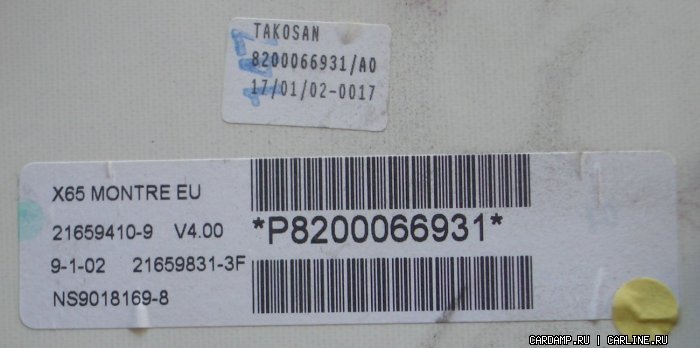 TAKOSAN
8200066931/A0
17/01/02-0017
X65 MONTRE EU
21659410-9 V4.00
*P8200066931*
9-1-02 21659831-3F
NS9018169-8
CARDAMP.RU | CARLINE.RU